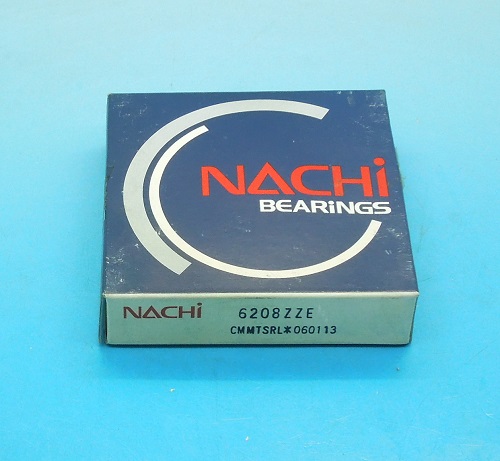 NACHi
BEARiNGS
NACHi 6208ZZE
CMMTSRL*060113